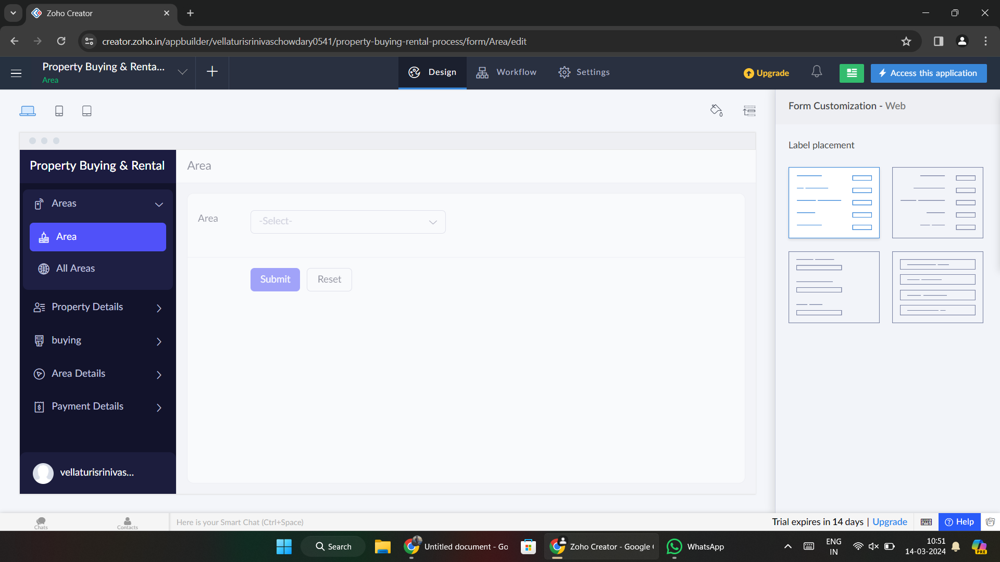 Zoho Creator
creator.zoho.in/appbuilder/vellaturisrinivaschowdary0541/property-buying-rental-process/form/Area/edit
Property Buying & Renta...
Area
Design
Workflow
Settings
Upgrade
Access this application
Form Customization - Web
Label placement
Property Buying & Rental
Area
Areas
Area
All Areas
Property Details
buying
Area Details
Payment Details
vellaturisrinivas...
Area
-Select-
Submit
Reset
Chats
Contacts
Here is your Smart Chat (Ctrl+Space)
Trial expires in 14 days | Upgrade
Help
Search
Untitled document - Go
Zoho Creator - Google
WhatsApp
ENG
IN
10:51
14-03-2024
PRE